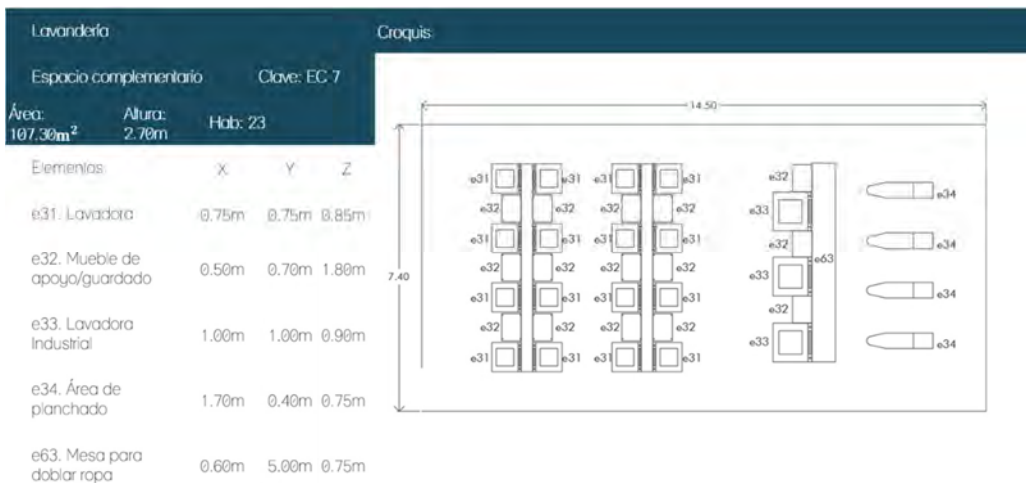 Lavandería
Croquis
Espacio complementario Clave: EC-7
Área: Altura: Hab: 23
107.30m² 2.70m
Elementos X Y Z
e31. Lavadora 0.75m 0.75m 0.85m
e32. Mueble de
apoyo/guardado 0.50m 0.70m 1.80m
e33. Lavadora
Industrial 1.00m 1.00m 0.90m
e34. Área de
planchado 1.70m 0.40m 0.75m
e63. Mesa para
doblar ropa 0.60m 5.00m 0.75m
14.50
7.40
e31 e31 e31 e31 e32 e34
e32 e32 e32 e32 e33
e31 e31 e31 e31 e32 e34
e32 e32 e32 e32 e33 e63
e31 e31 e31 e31 e32 e34
e32 e32 e32 e32 e33 e34
e31 e31 e31 e31